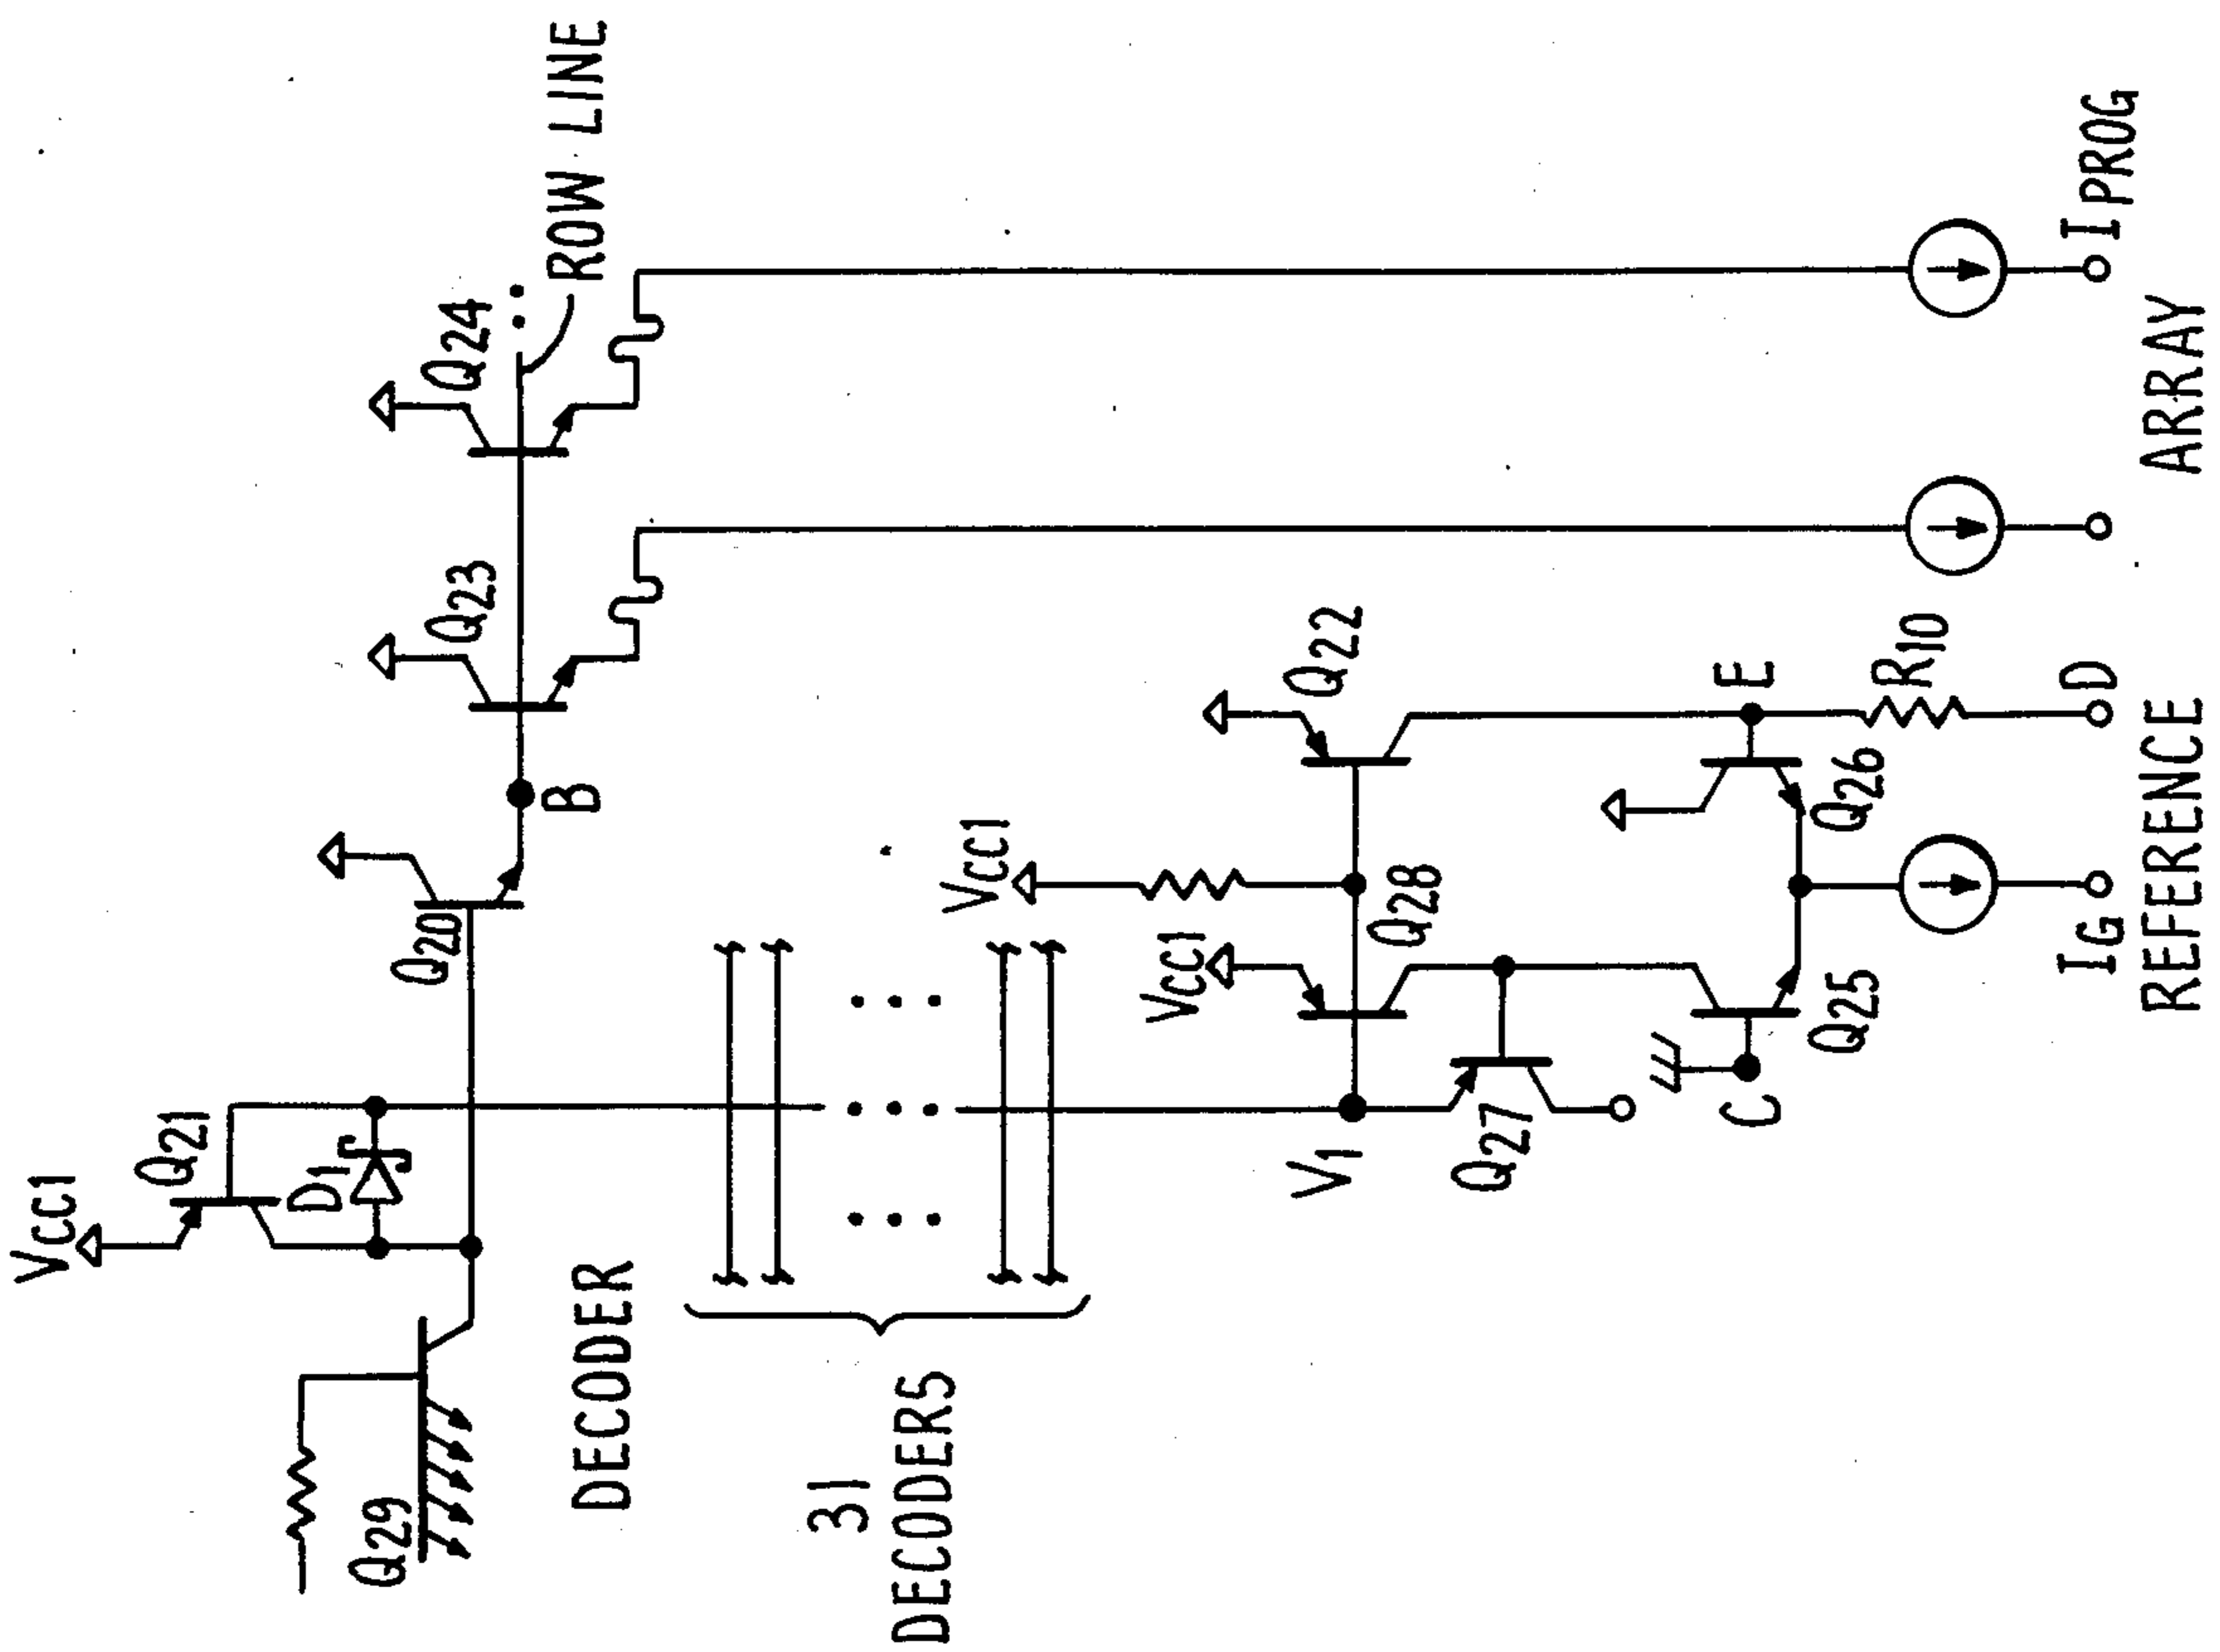 VCC1
Q21
D1
Q29
DECODER
31
DECODERS
Q20
B
Q23
Q24
ROW LINE
VCC1
VCC1
Q28
Q22
V1
Q27
C
Q25
Q26
E
R10
D
IG
REFERENCE
IPROG
ARRAY